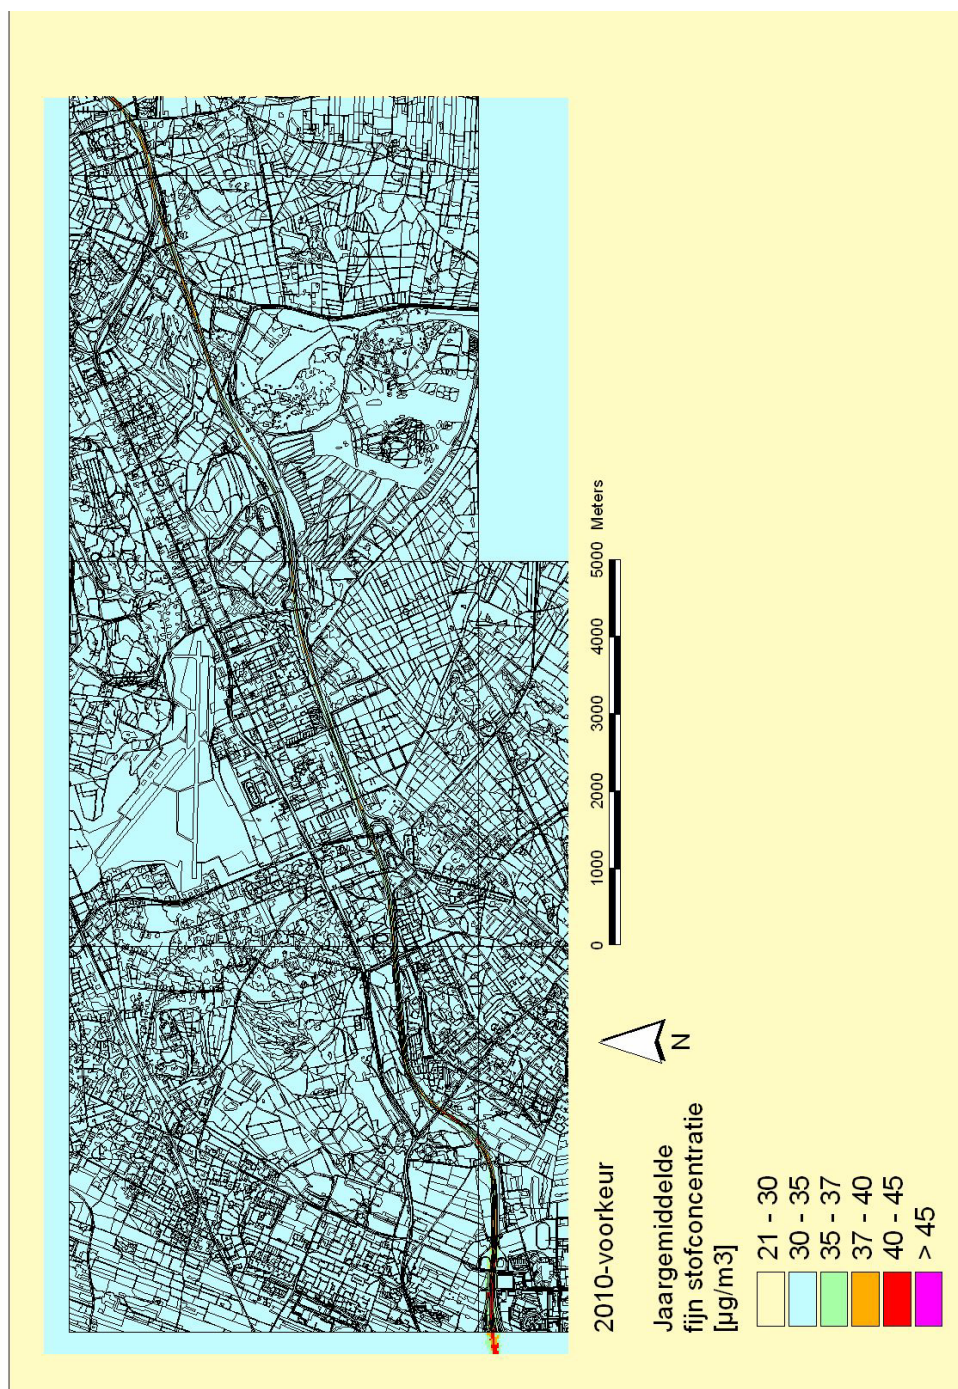 2010-voorkeur
N
0 1000 2000 3000 4000 5000 Meters
Jaargemiddelde
fijn stofconcentratie
[µg/m3]
21 - 30
30 - 35
35 - 37
37 - 40
40 - 45
> 45